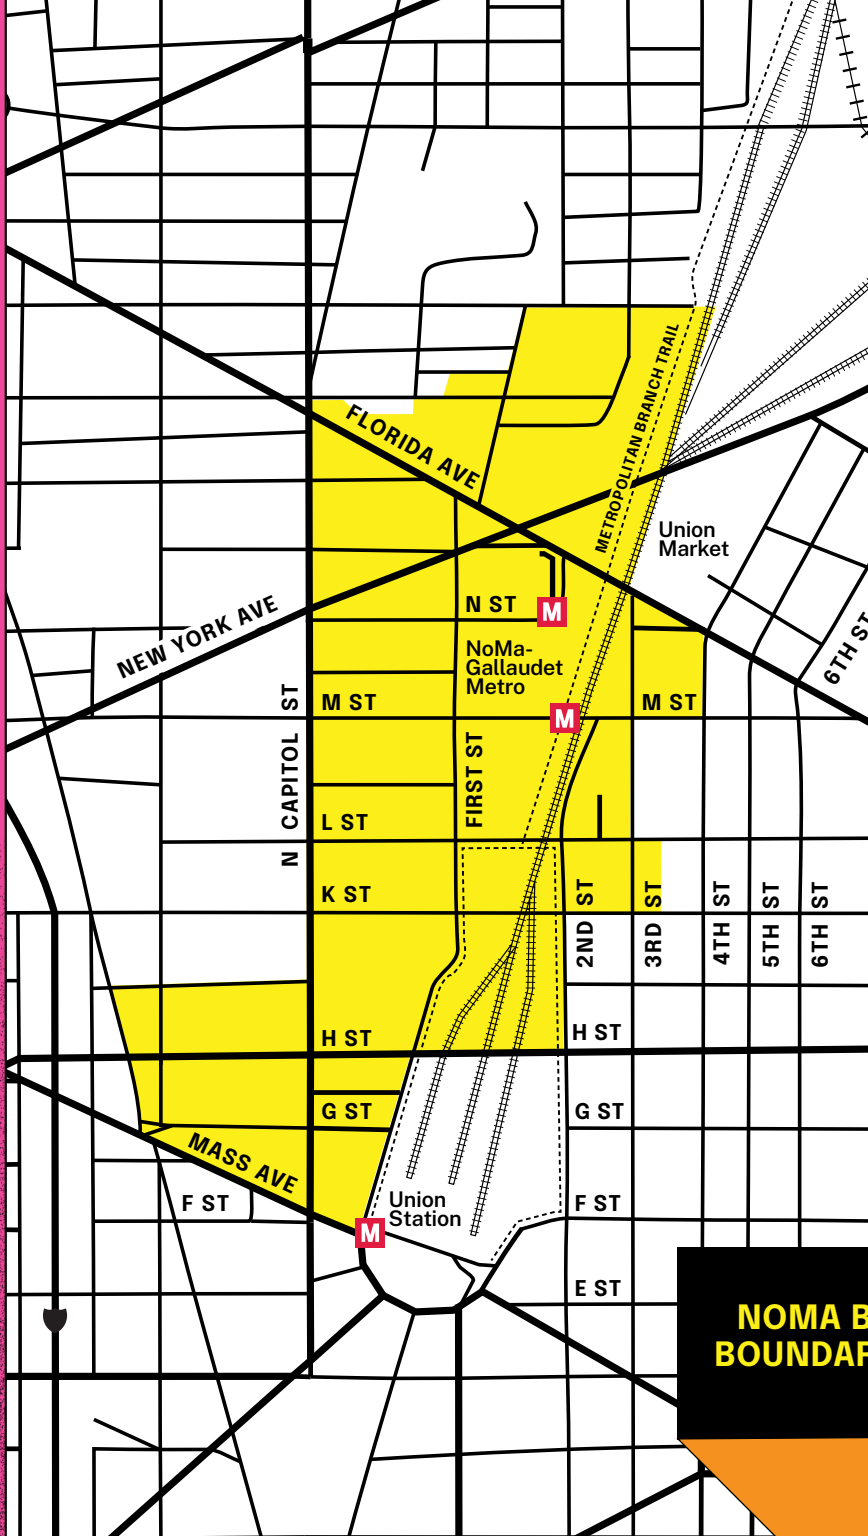 METROPOLITAN BRANCH TRAIL
FLORIDA AVE
Union
Market
NEW YORK AVE
N ST
M
NoMa-
Gallaudet
Metro
6TH ST
M ST
M
M ST
N CAPITOL ST
FIRST ST
L ST
K ST
2ND ST
3RD ST
4TH ST
5TH ST
6TH ST
H ST
H ST
G ST
G ST
MASS AVE
F ST
Union
Station
F ST
M
E ST
NOMA B
BOUNDAR